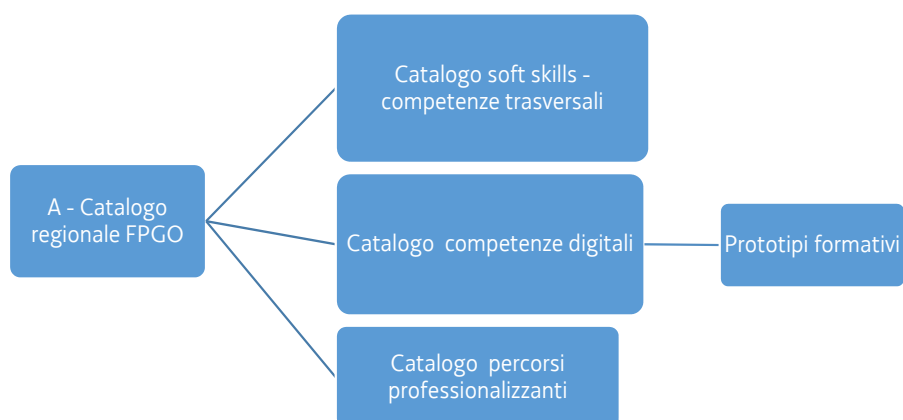 Catalogo soft skills -
competenze trasversali
A - Catalogo
regionale FPGO
Catalogo competenze digitali
Prototipi formativi
Catalogo percorsi
professionalizzanti